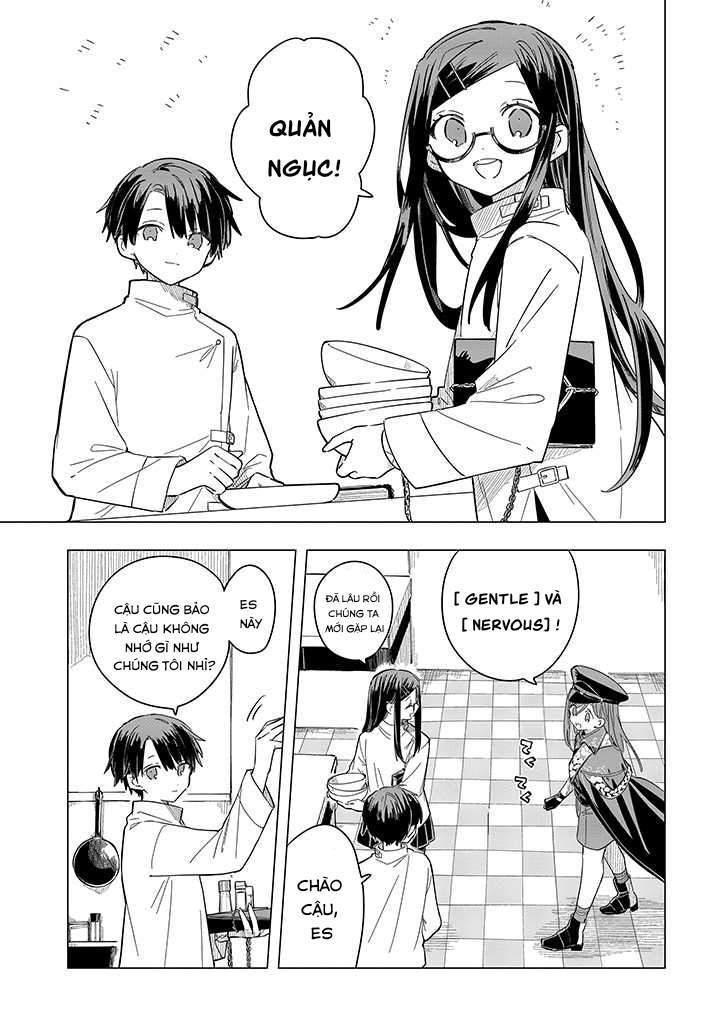 QUẢN
NGỤC!
[ GENTLE ] VÀ
[ NERVOUS] !
ĐÃ LÂU RỒI
CHÚNG TA
MỚI GẶP LẠI
CHÀO
CẬU,
ES
ES
NÀY
CẬU CŨNG BẢO
LÀ CẬU KHÔNG
NHỚ GÌ NHƯ
CHÚNG TÔI NHỈ?